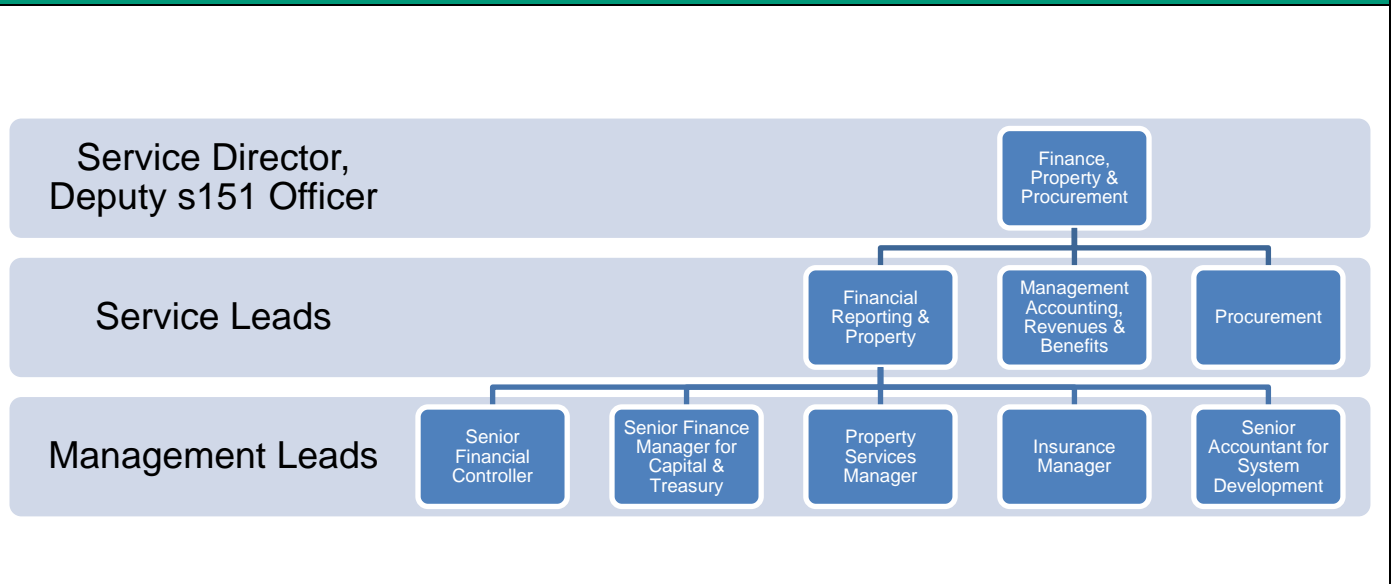 Service Director,
Deputy s151 Officer
Finance,
Property &
Procurement
Service Leads
Financial
Reporting &
Property
Management
Accounting,
Revenues &
Benefits
Procurement
Management Leads
Senior
Financial
Controller
Senior Finance
Manager for
Capital &
Treasury
Property
Services
Manager
Insurance
Manager
Senior
Accountant for
System
Development